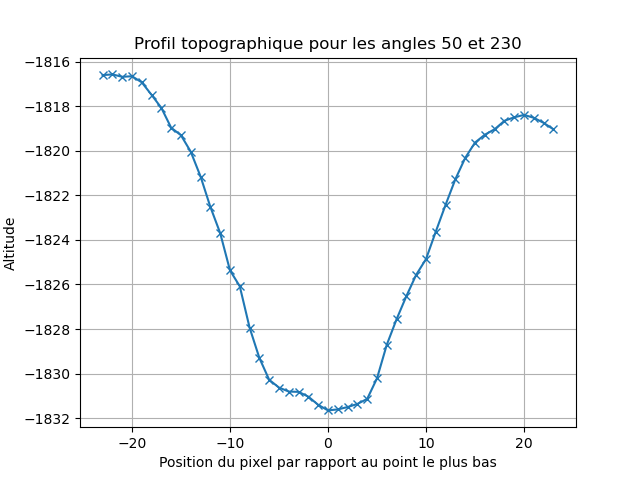 Profil topographique pour les angles 50 et 230
−1816
−1818
−1820
−1822
−1824
−1826
−1828
−1830
−1832
Altitude
−20 −10 0 10 20
Position du pixel par rapport au point le plus bas